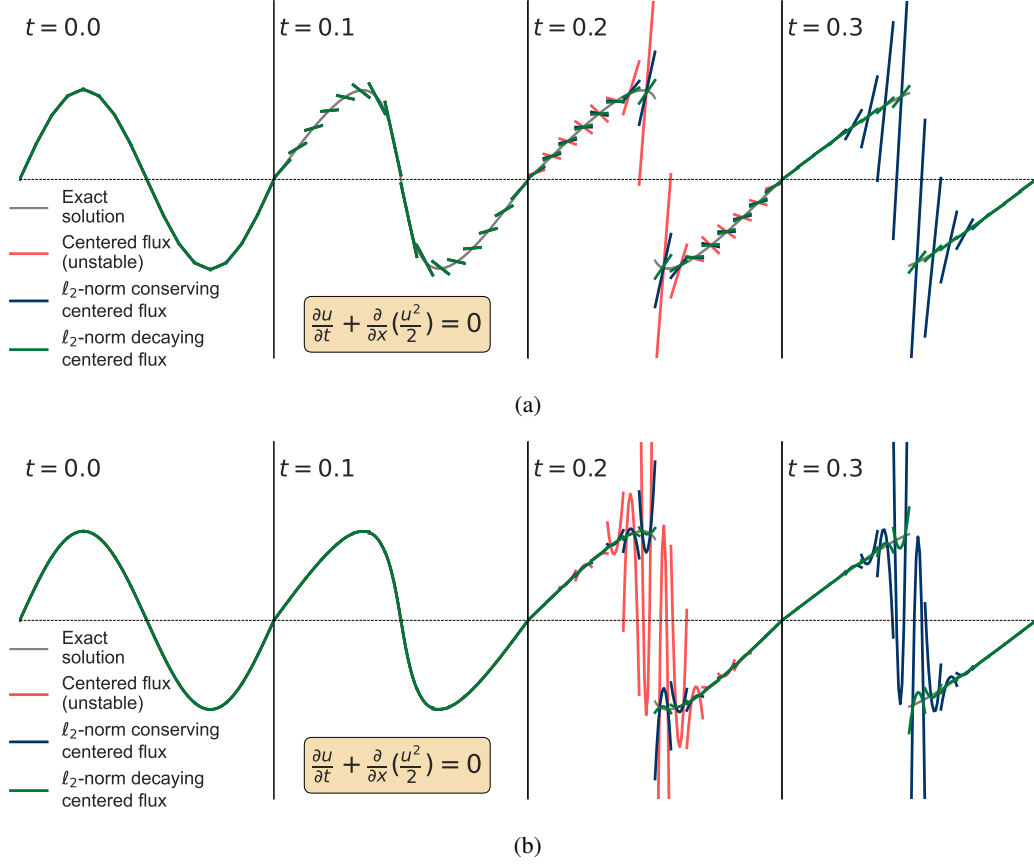 t = 0.0
t = 0.1
t = 0.2
t = 0.3
Exact
solution
Centered flux
(unstable)
ℓ₂-norm conserving
centered flux
ℓ₂-norm decaying
centered flux
∂u/∂t + ∂/∂x(u²/2) = 0
(a)
t = 0.0
t = 0.1
t = 0.2
t = 0.3
Exact
solution
Centered flux
(unstable)
ℓ₂-norm conserving
centered flux
ℓ₂-norm decaying
centered flux
∂u/∂t + ∂/∂x(u²/2) = 0
(b)